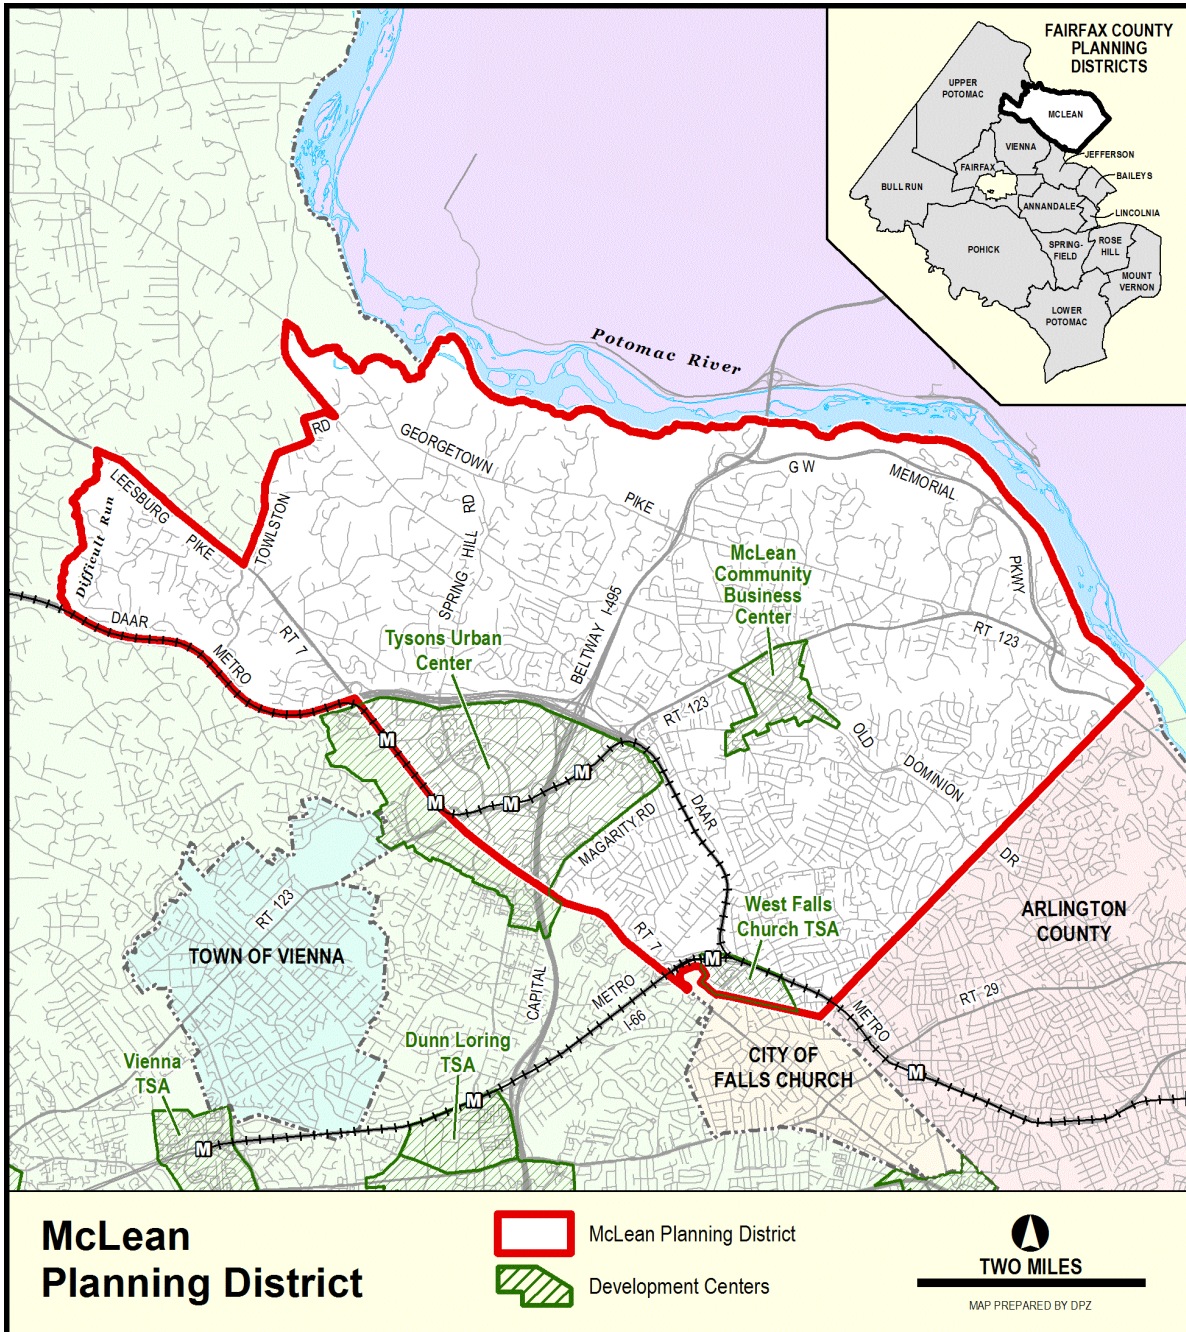 FAIRFAX COUNTY
PLANNING
DISTRICTS
UPPER
POTOMAC
MCLEAN
VIENNA
JEFFERSON
FAIRFAX
BAILEYS
BULL RUN
ANNANDALE
LINCOLNIA
POHICK
SPRING-
FIELD
ROSE
HILL
MOUNT
VERNON
LOWER
POTOMAC
Potomac River
RD
GEORGETOWN
PIKE
G W
MEMORIAL
PKWY
LEESBURG
PIKE
Difficult Run
TOWLSTON
SPRING HILL RD
BELTWAY I-495
McLean
Community
Business
Center
DAAR
METRO
RT 7
RT 123
Tysons Urban
Center
RT 123
OLD
DOMINION
DR
M
M
M
M
DAAR
MAGARITY RD
West Falls
Church TSA
ARLINGTON
COUNTY
RT 123
TOWN OF VIENNA
RT 7
M
CAPITAL
METRO
I-66
RT 29
METRO
CITY OF
FALLS CHURCH
M
Dunn Loring
TSA
M
Vienna
TSA
M
McLean
Planning District
McLean Planning District
Development Centers
TWO MILES
MAP PREPARED BY DPZ